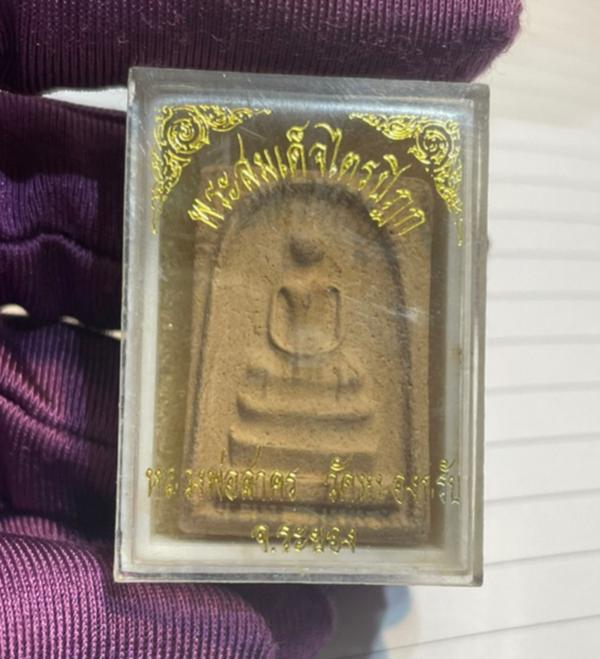 พระสมเด็จไตรปิฎก
หลวงพ่อสาคร วัดหนองกรับ
จ.ระยอง